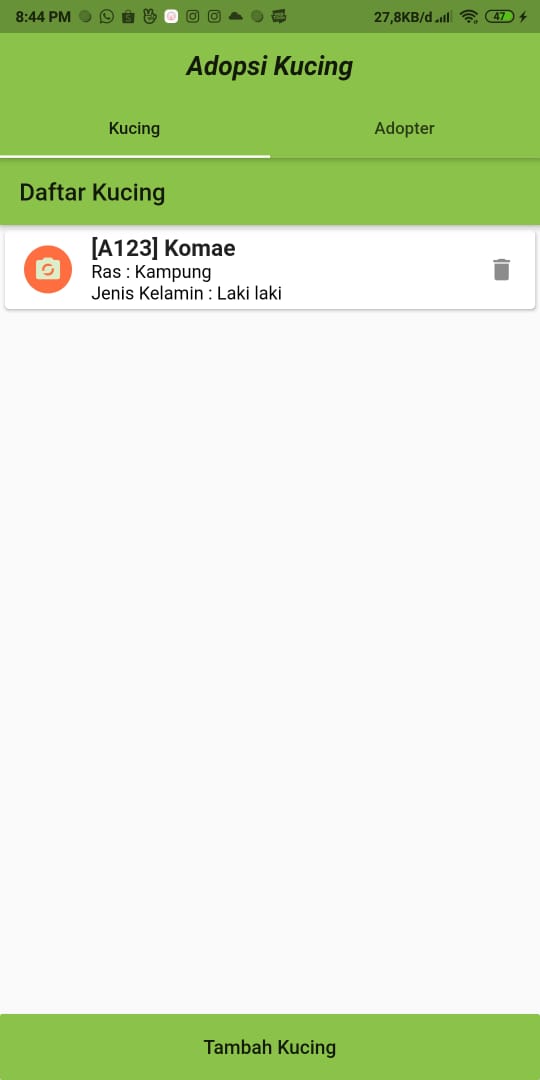 8:44 PM 27,8KB/d 47
Adopsi Kucing
Kucing Adopter
Daftar Kucing
[A123] Komae
Ras : Kampung
Jenis Kelamin : Laki laki
Tambah Kucing